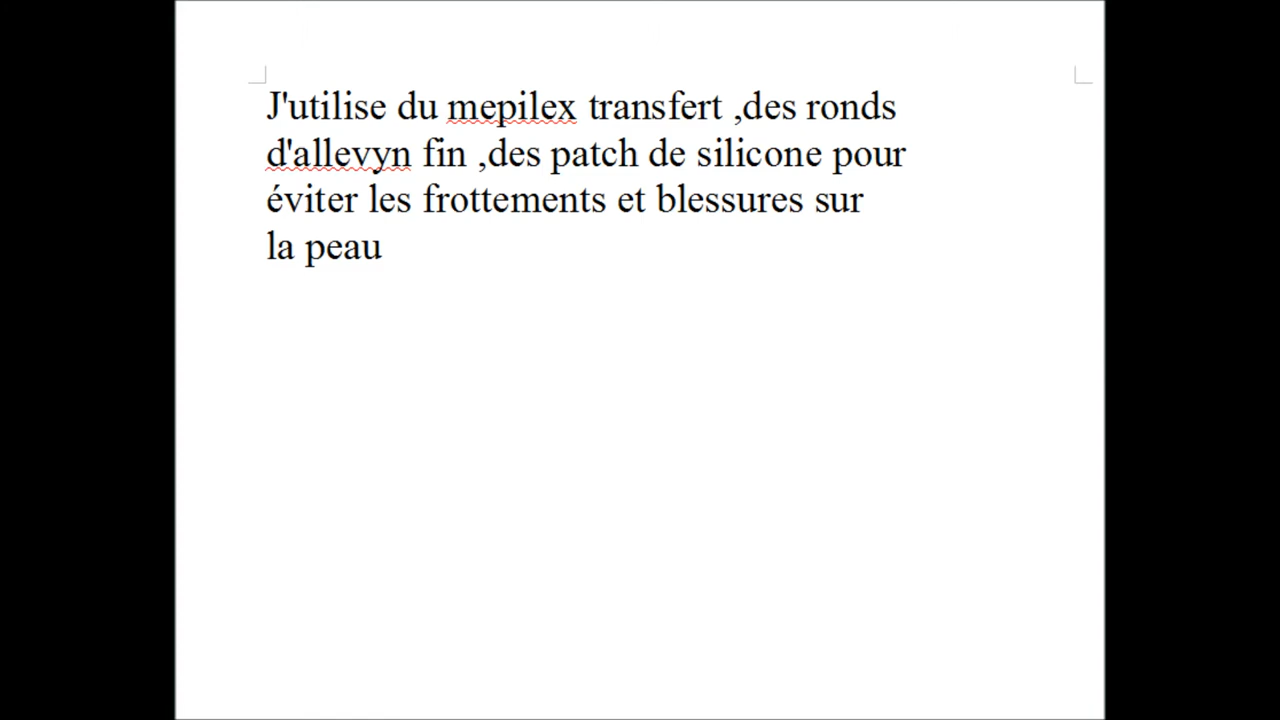 J'utilise du mepilex transfert ,des ronds
d'allevyn fin ,des patch de silicone pour
éviter les frottements et blessures sur
la peau